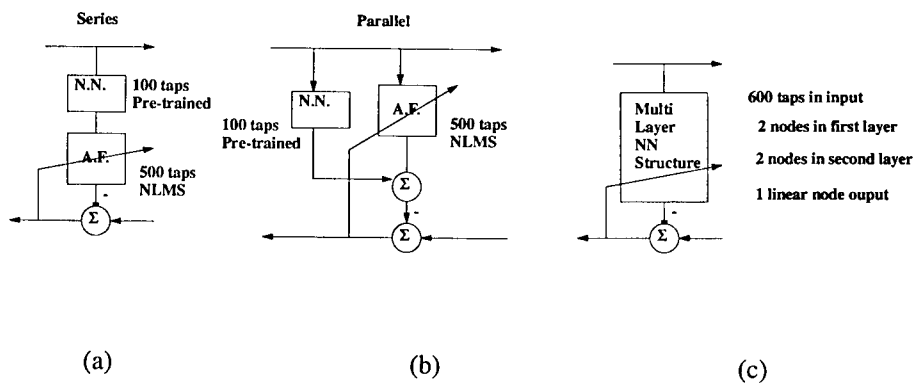 Series
N.N.
100 taps
Pre-trained
A.F.
500 taps
NLMS
-
Σ
(a)
Parallel
N.N.
100 taps
Pre-trained
A.F.
500 taps
NLMS
Σ
-
Σ
(b)
Multi
Layer
NN
Structure
600 taps in input
2 nodes in first layer
2 nodes in second layer
1 linear node ouput
-
Σ
(c)